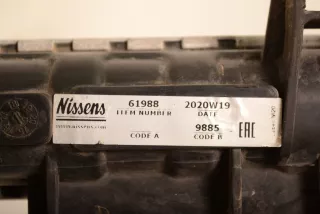 Nissens
61988
ITEM NUMBER
2020W19
DATE
CODE A
9885
CODE B
EAC